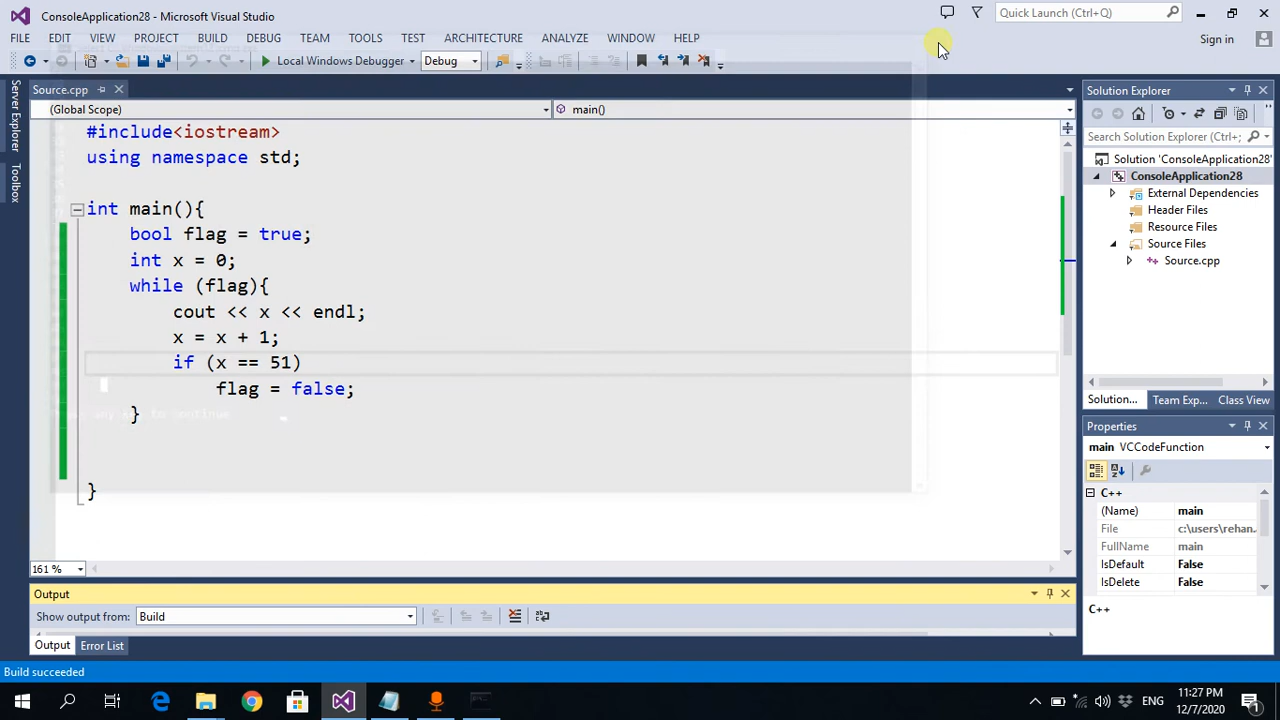 ConsoleApplication28 - Microsoft Visual Studio
Quick Launch (Ctrl+Q)
FILE EDIT VIEW PROJECT BUILD DEBUG TEAM TOOLS TEST ARCHITECTURE ANALYZE WINDOW HELP
Sign in
Local Windows Debugger Debug
Server Explorer
Toolbox
Source.cpp
(Global Scope) main()
#include<iostream>
using namespace std;
int main(){
bool flag = true;
int x = 0;
while (flag){
cout << x << endl;
x = x + 1;
if (x == 51)
flag = false;
}
}
161 %
Output
Show output from: Build
Output Error List
Build succeeded
Solution Explorer
Search Solution Explorer (Ctrl+;
Solution 'ConsoleApplication28'
ConsoleApplication28
External Dependencies
Header Files
Resource Files
Source Files
Source.cpp
Solution... Team Exp... Class View
Properties
main VCCodeFunction
C++
(Name) main
File c:\users\rehan.
FullName main
IsDefault False
IsDelete False
C++
ENG
11:27 PM
12/7/2020
1